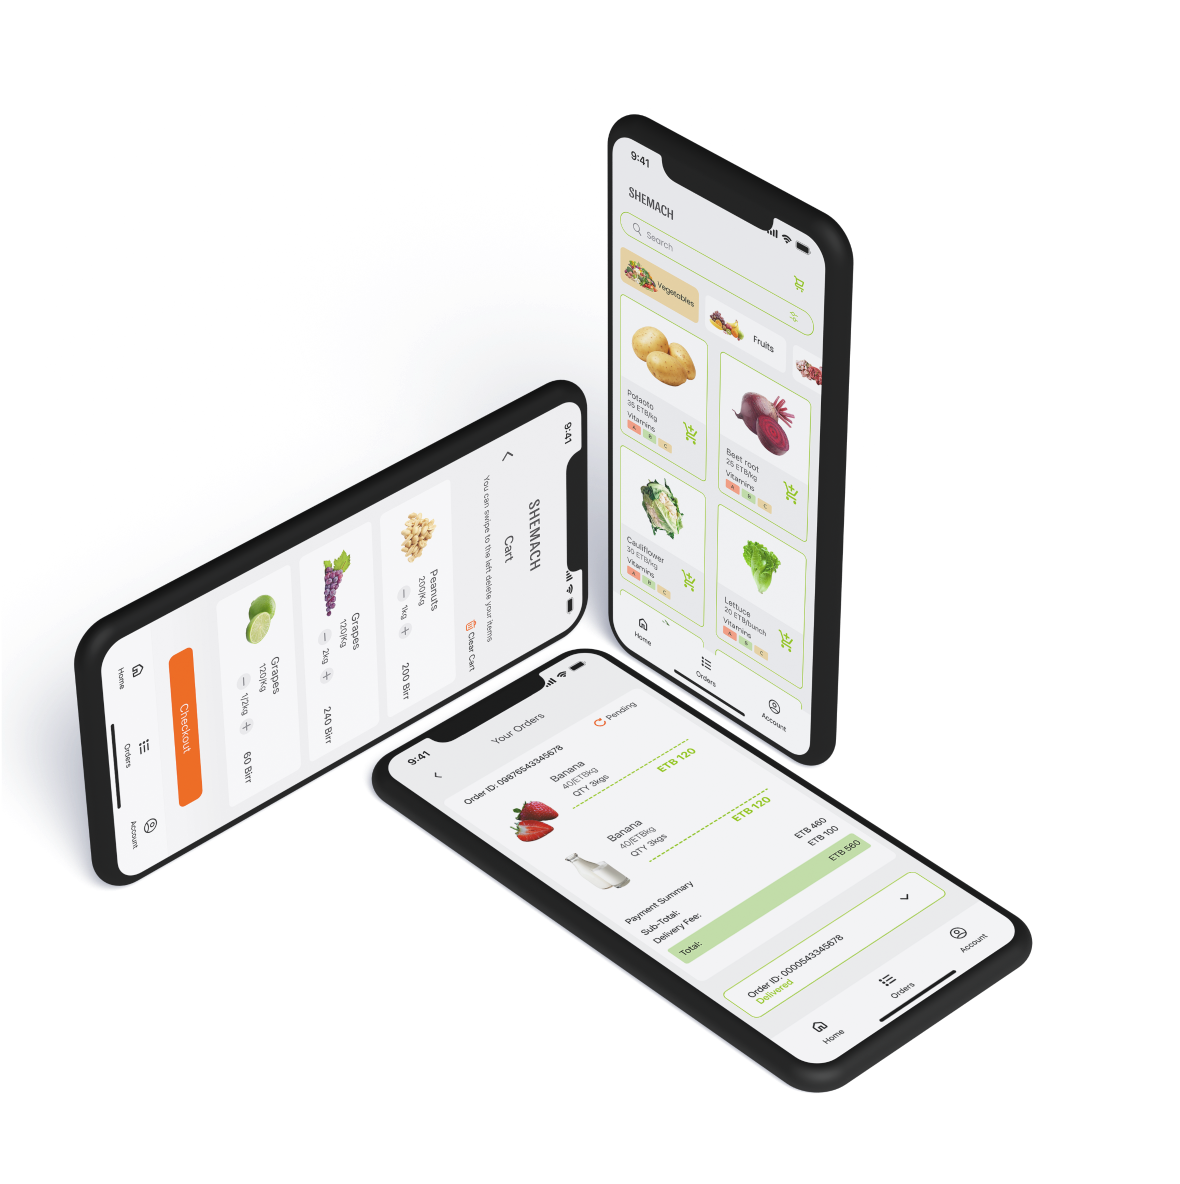 9:41
SHEMACH
Search
Vegetables
Fruits
Potaoto
35 ETB/kg
Vitamins
A B C
Beet root
25 ETB/kg
Vitamins
A B C
Cauliflower
30 ETB/kg
Vitamins
A B C
Lettuce
20 ETB/bunch
Vitamins
A B C
Home
Orders
Account
9:41
SHEMACH
Cart
You can swipe to the left delete your items
Clear Cart
Peanuts
200/Kg
1kg
200 Birr
Grapes
120/Kg
2kg
240 Birr
Grapes
120/Kg
1/2kg
60 Birr
Checkout
Home
Orders
Account
9:41
Your Orders
Order ID: 09876543345678
Pending
Banana
40/ETBkg
QTY 3kgs
ETB 120
Banana
40/ETBkg
QTY 3kgs
ETB 120
Payment Summary
Sub-Total: ETB 460
Delivery Fee: ETB 100
Total: ETB 560
Order ID: 0000543345678
Delivered
Home
Orders
Account